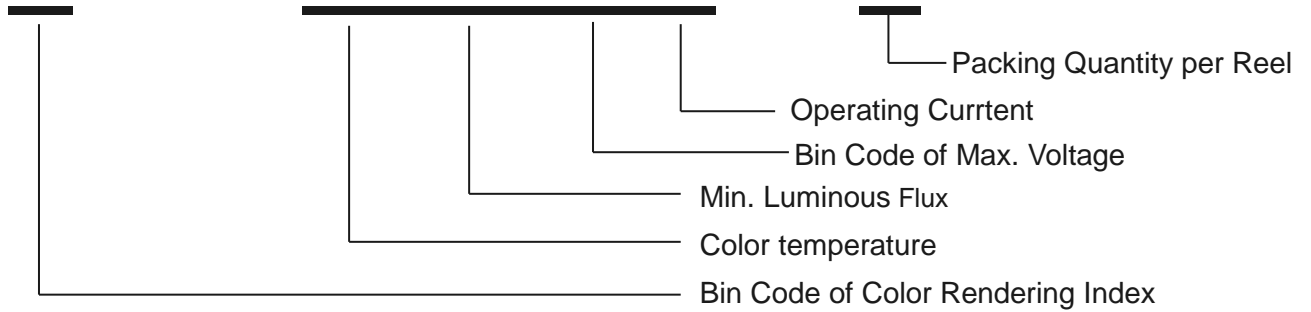 Packing Quantity per Reel
Operating Currtent
Bin Code of Max. Voltage
Min. Luminous Flux
Color temperature
Bin Code of Color Rendering Index